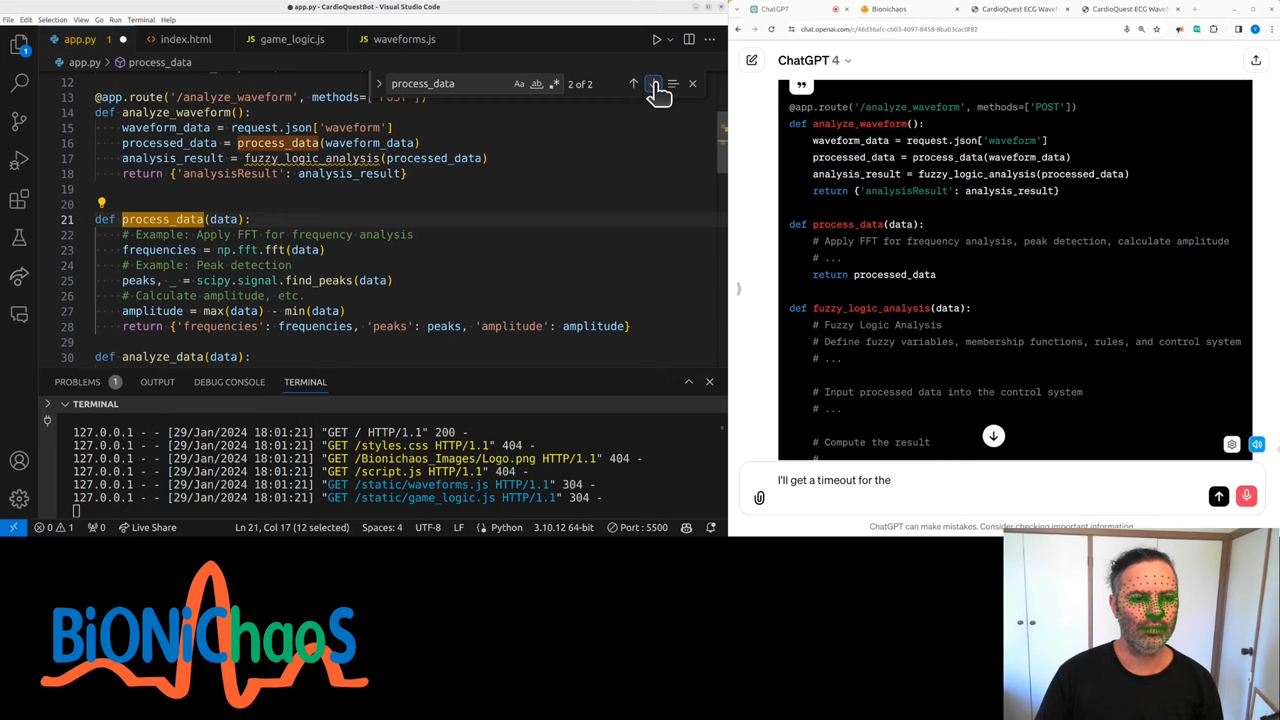 ● app.py - CardioQuestBot - Visual Studio Code
File Edit Selection View Go Run Terminal Help
app.py 1 ● index.html game_logic.js waveforms.js
app.py > process_data
process_data Aa ab .* 2 of 2
12
13 @app.route('/analyze_waveform', methods=['POST'])
14 def analyze_waveform():
15 waveform_data = request.json['waveform']
16 processed_data = process_data(waveform_data)
17 analysis_result = fuzzy_logic_analysis(processed_data)
18 return {'analysisResult': analysis_result}
19
20
21 def process_data(data):
22 # Example: Apply FFT for frequency analysis
23 frequencies = np.fft.fft(data)
24 # Example: Peak detection
25 peaks, _ = scipy.signal.find_peaks(data)
26 # Calculate amplitude, etc.
27 amplitude = max(data) - min(data)
28 return {'frequencies': frequencies, 'peaks': peaks, 'amplitude': amplitude}
29
30 def analyze_data(data):
PROBLEMS 1 OUTPUT DEBUG CONSOLE TERMINAL
TERMINAL
127.0.0.1 - - [29/Jan/2024 18:01:21] "GET / HTTP/1.1" 200 -
127.0.0.1 - - [29/Jan/2024 18:01:21] "GET /styles.css HTTP/1.1" 404 -
127.0.0.1 - - [29/Jan/2024 18:01:21] "GET /Bionichaos_Images/Logo.png HTTP/1.1" 404 -
127.0.0.1 - - [29/Jan/2024 18:01:21] "GET /script.js HTTP/1.1" 404 -
127.0.0.1 - - [29/Jan/2024 18:01:21] "GET /static/waveforms.js HTTP/1.1" 304 -
127.0.0.1 - - [29/Jan/2024 18:01:21] "GET /static/game_logic.js HTTP/1.1" 304 -
0 1 0 Live Share Ln 21, Col 17 (12 selected) Spaces: 4 UTF-8 LF Python 3.10.12 64-bit Port : 5500
ChatGPT Bionichaos CardioQuest ECG Wavef CardioQuest ECG Wavef
chat.openai.com/c/46d36afc-cb03-4097-8458-8ba03cac0f82
ChatGPT 4
@app.route('/analyze_waveform', methods=['POST'])
def analyze_waveform():
waveform_data = request.json['waveform']
processed_data = process_data(waveform_data)
analysis_result = fuzzy_logic_analysis(processed_data)
return {'analysisResult': analysis_result}
def process_data(data):
# Apply FFT for frequency analysis, peak detection, calculate amplitude
# ...
return processed_data
def fuzzy_logic_analysis(data):
# Fuzzy Logic Analysis
# Define fuzzy variables, membership functions, rules, and control system
# ...
# Input processed data into the control system
# ...
# Compute the result
#
I'll get a timeout for the
ChatGPT can make mistakes. Consider checking important information.
BiONiChaOS